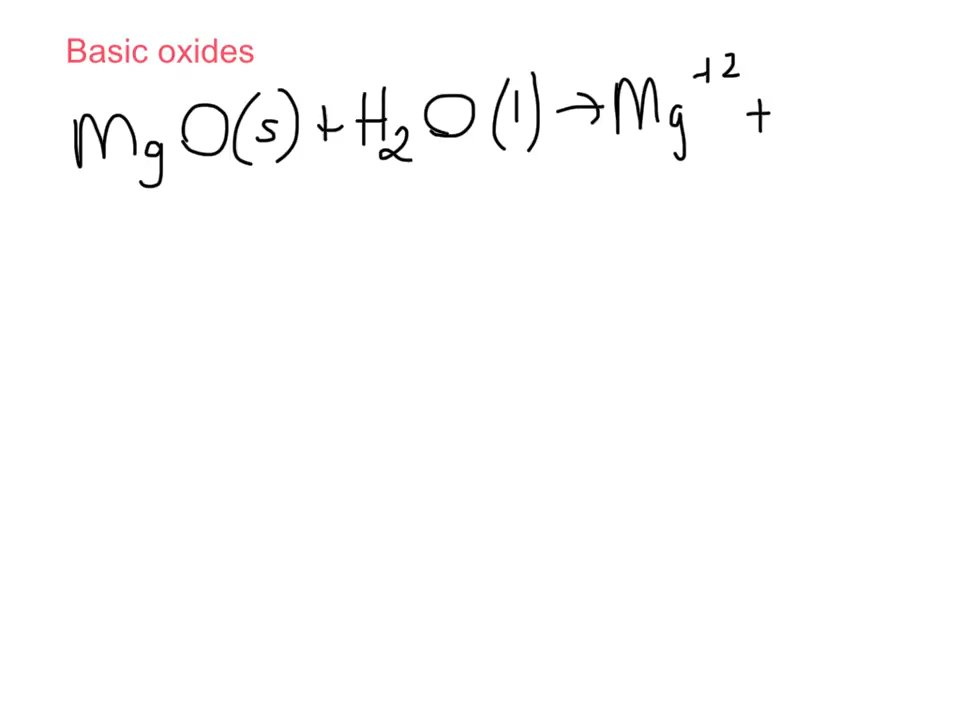 Basic oxides
MgO(s) + H₂O(l) → Mg⁺² +